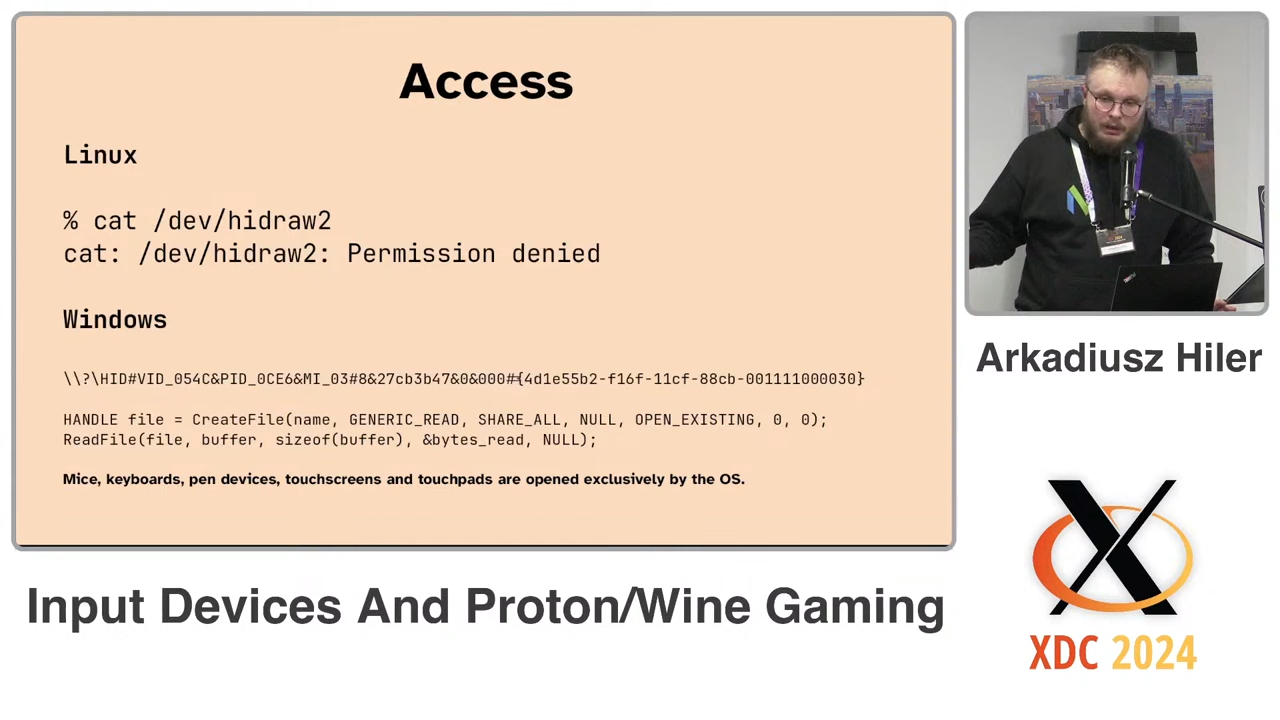 Access
Linux
% cat /dev/hidraw2
cat: /dev/hidraw2: Permission denied
Windows
\\?\HID#VID_054C&PID_0CE6&MI_03#8&27cb3b47&0&000#{4d1e55b2-f16f-11cf-88cb-001111000030}
HANDLE file = CreateFile(name, GENERIC_READ, SHARE_ALL, NULL, OPEN_EXISTING, 0, 0);
ReadFile(file, buffer, sizeof(buffer), &bytes_read, NULL);
Mice, keyboards, pen devices, touchscreens and touchpads are opened exclusively by the OS.
Arkadiusz Hiler
Input Devices And Proton/Wine Gaming
XDC 2024